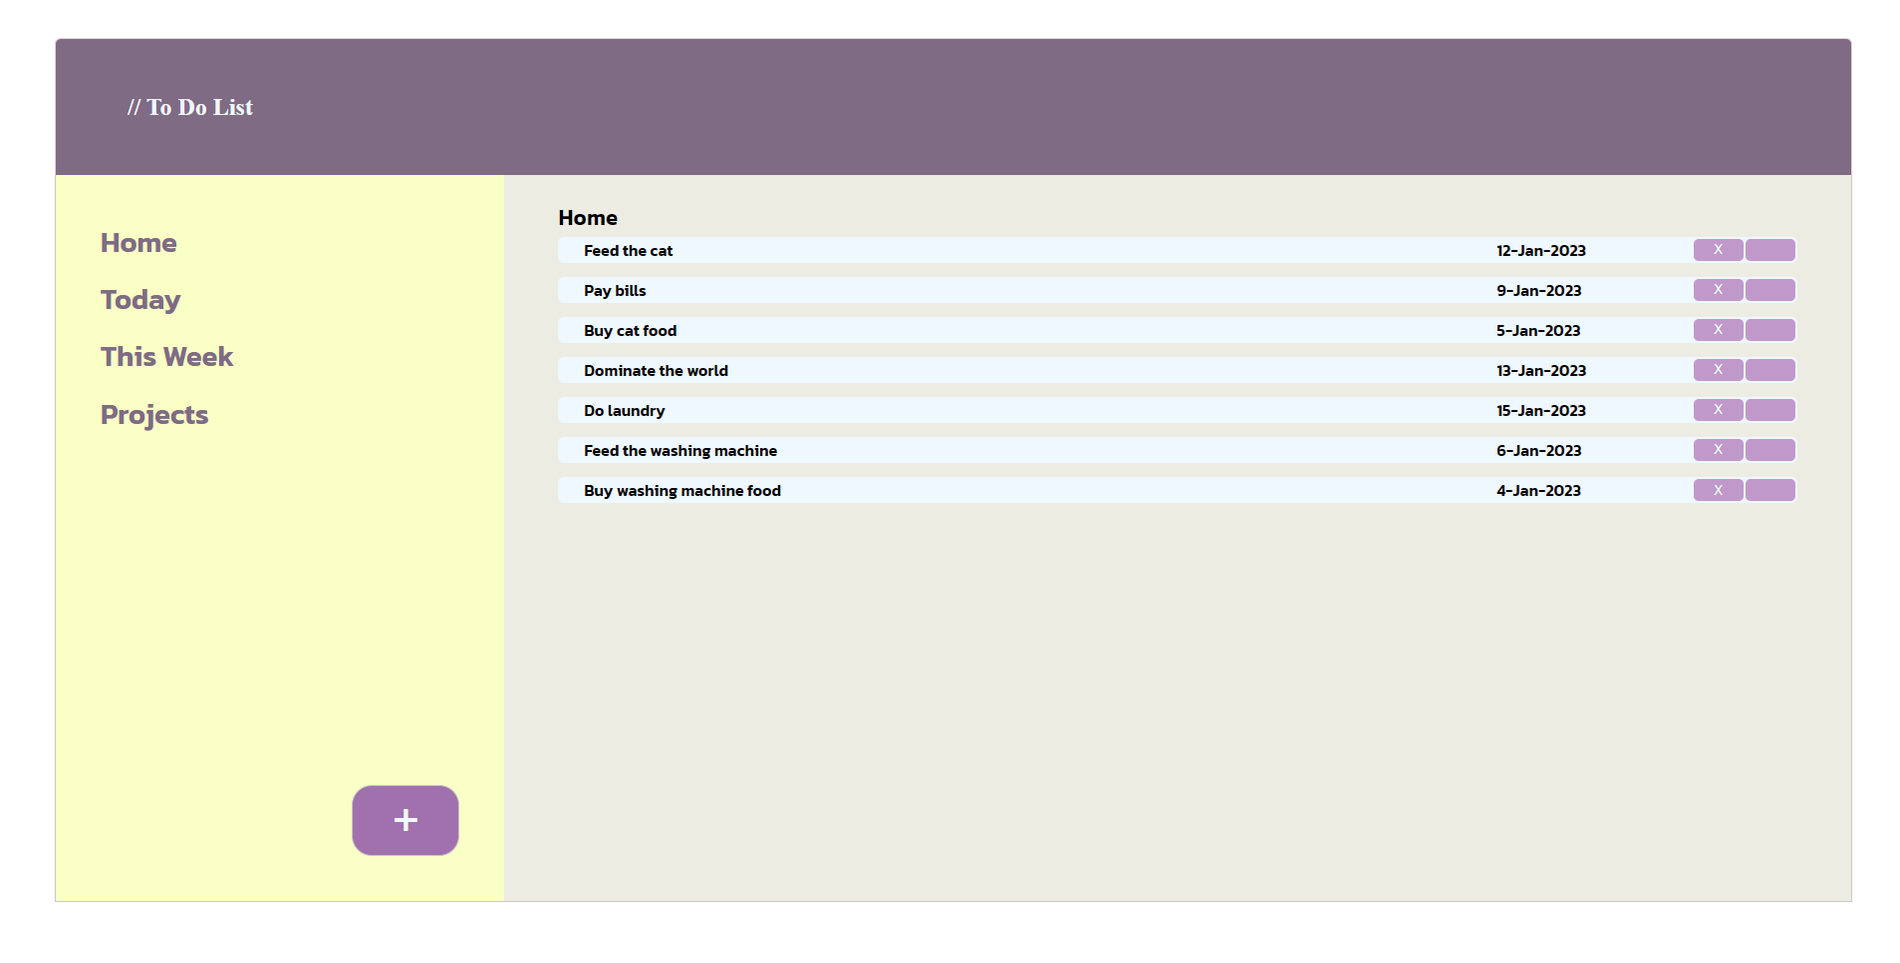 // To Do List
Home
Today
This Week
Projects
+
Home
Feed the cat 12-Jan-2023 X
Pay bills 9-Jan-2023 X
Buy cat food 5-Jan-2023 X
Dominate the world 13-Jan-2023 X
Do laundry 15-Jan-2023 X
Feed the washing machine 6-Jan-2023 X
Buy washing machine food 4-Jan-2023 X